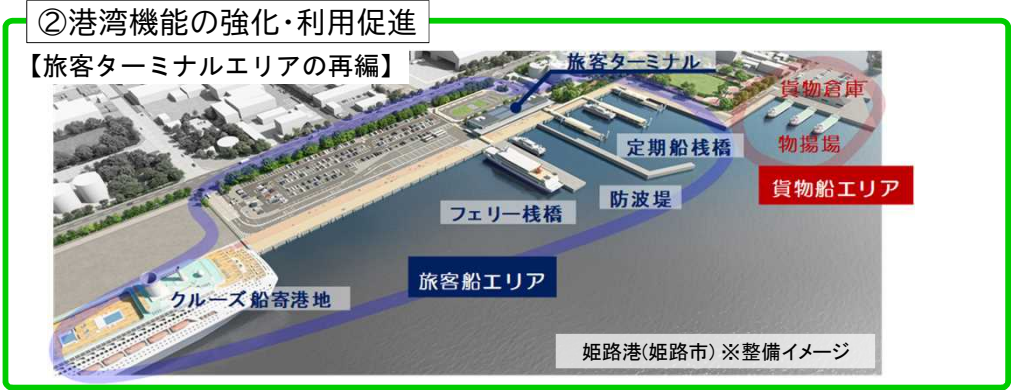 ②港湾機能の強化・利用促進
【旅客ターミナルエリアの再編】
旅客ターミナル
貨物倉庫
定期船桟橋
物揚場
防波堤
貨物船エリア
フェリー桟橋
旅客船エリア
クルーズ船寄港地
姫路港(姫路市)※整備イメージ